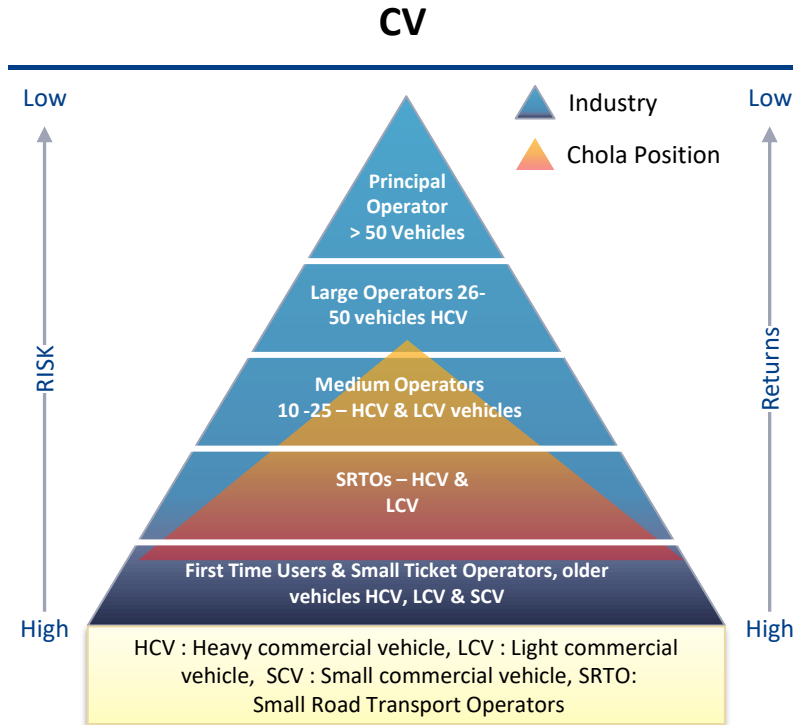 CV
Low
Low
Industry
Chola Position
Principal
Operator
> 50 Vehicles
Large Operators 26-
50 vehicles HCV
RISK
Returns
Medium Operators
10 -25 – HCV & LCV vehicles
SRTOs – HCV &
LCV
First Time Users & Small Ticket Operators, older
vehicles HCV, LCV & SCV
High
High
HCV : Heavy commercial vehicle, LCV : Light commercial
vehicle,  SCV : Small commercial vehicle, SRTO:
Small Road Transport Operators